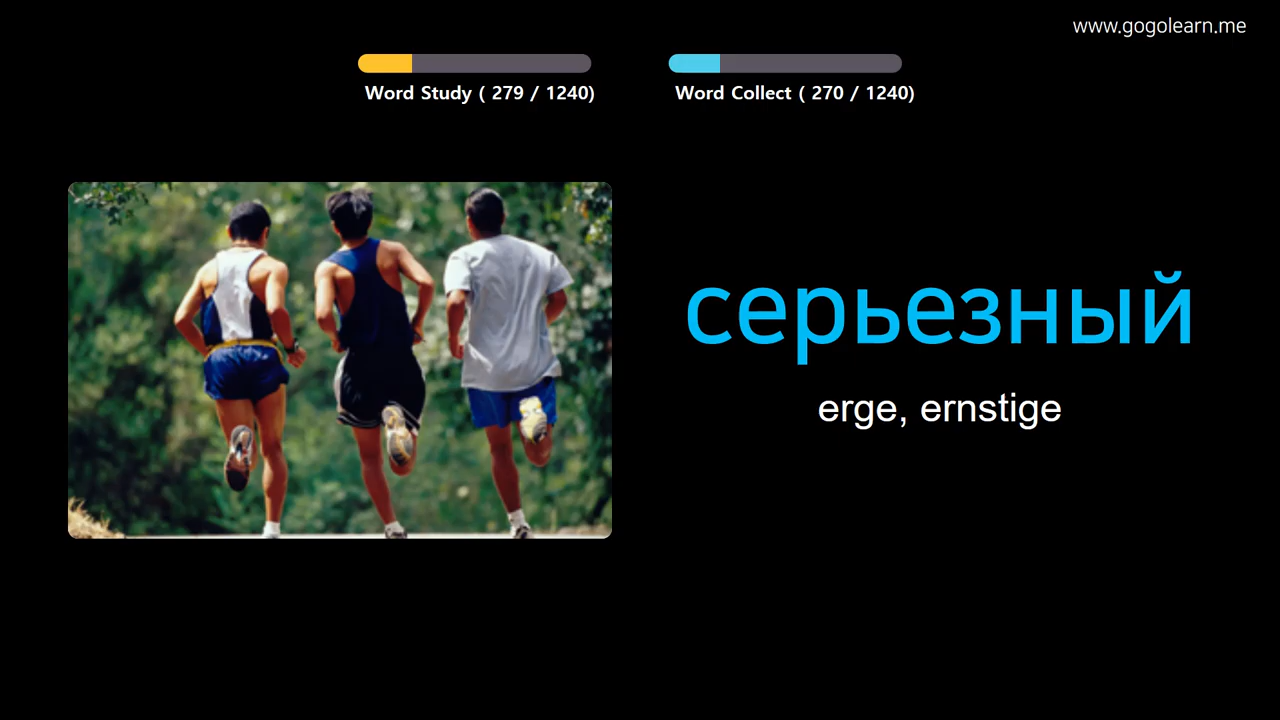 www.gogolearn.me
Word Study ( 279 / 1240)
Word Collect ( 270 / 1240)
серьезный
erge, ernstige